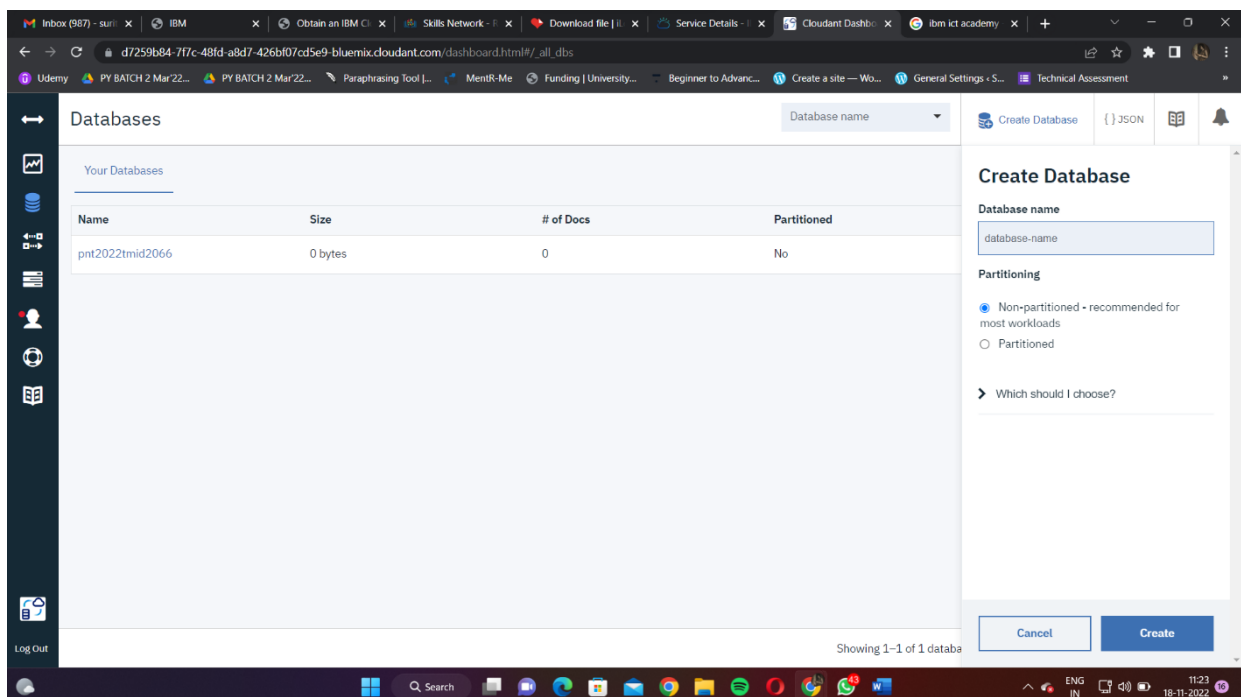 Inbox (987) - suri
IBM
Obtain an IBM Cl
Skills Network - 
Download file | iL
Service Details - 
Cloudant Dashbo
ibm ict academy
d7259b84-7f7c-48fd-a8d7-426bf07cd5e9-bluemix.cloudant.com/dashboard.html#/_all_dbs
Udemy
PY BATCH 2 Mar'22...
PY BATCH 2 Mar'22...
Paraphrasing Tool |...
MentR-Me
Funding | University...
Beginner to Advanc...
Create a site — Wo...
General Settings ‹ S...
Technical Assessment
»
Databases
Database name
Create Database
{ } JSON
Your Databases
Name Size # of Docs Partitioned
pnt2022tmid2066 0 bytes 0 No
Create Database
Database name
database-name
Partitioning
Non-partitioned - recommended for
most workloads
Partitioned
Which should I choose?
Cancel
Create
Log Out
Showing 1–1 of 1 databa
Search
43
ENG
IN
11:23
18-11-2022
16